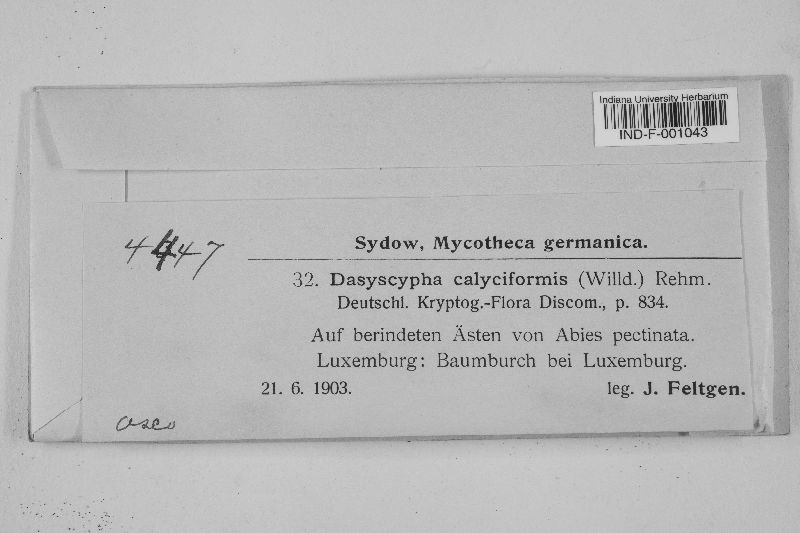 Indiana University Herbarium
IND-F-001043
4447
Sydow, Mycotheca germanica.
32. Dasyscypha calyciformis (Willd.) Rehm.
Deutschl. Kryptog.-Flora Discom., p. 834.
Auf berindeten Ästen von Abies pectinata.
Luxemburg: Baumburch bei Luxemburg.
21. 6. 1903. leg. J. Feltgen.
asco